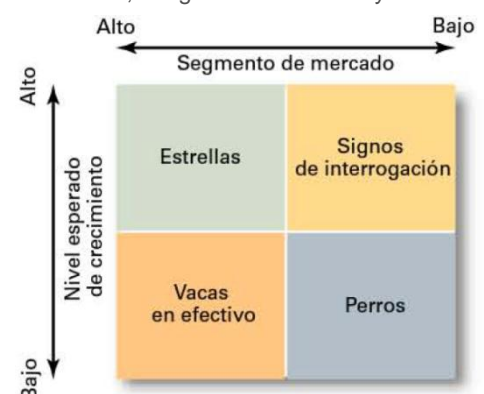 Alto
Bajo
Segmento de mercado
Alto
Nivel esperado
de crecimiento
Bajo
Estrellas
Signos
de interrogación
Vacas
en efectivo
Perros